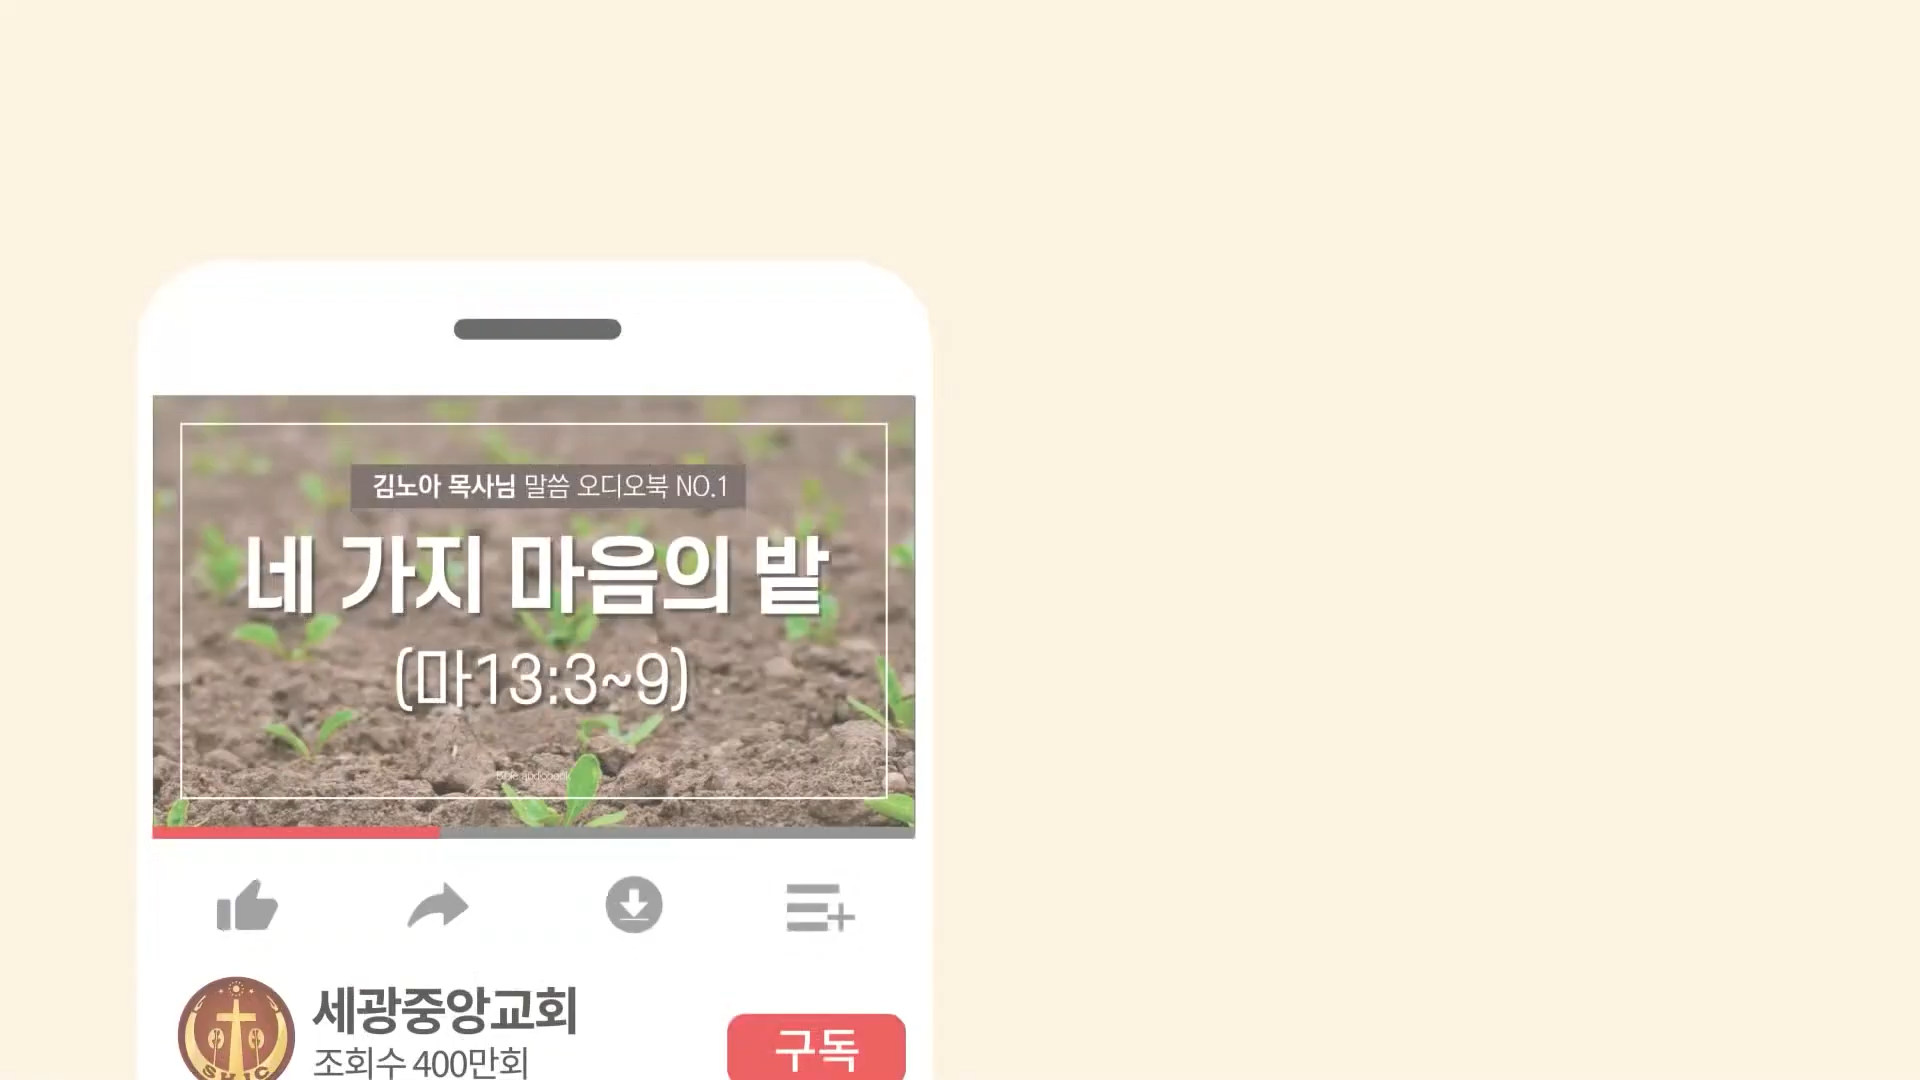 김노아 목사님 말씀 오디오북 NO.1
네 가지 마음의 밭
(마13:3~9)
세광중앙교회
조회수 400만회
구독